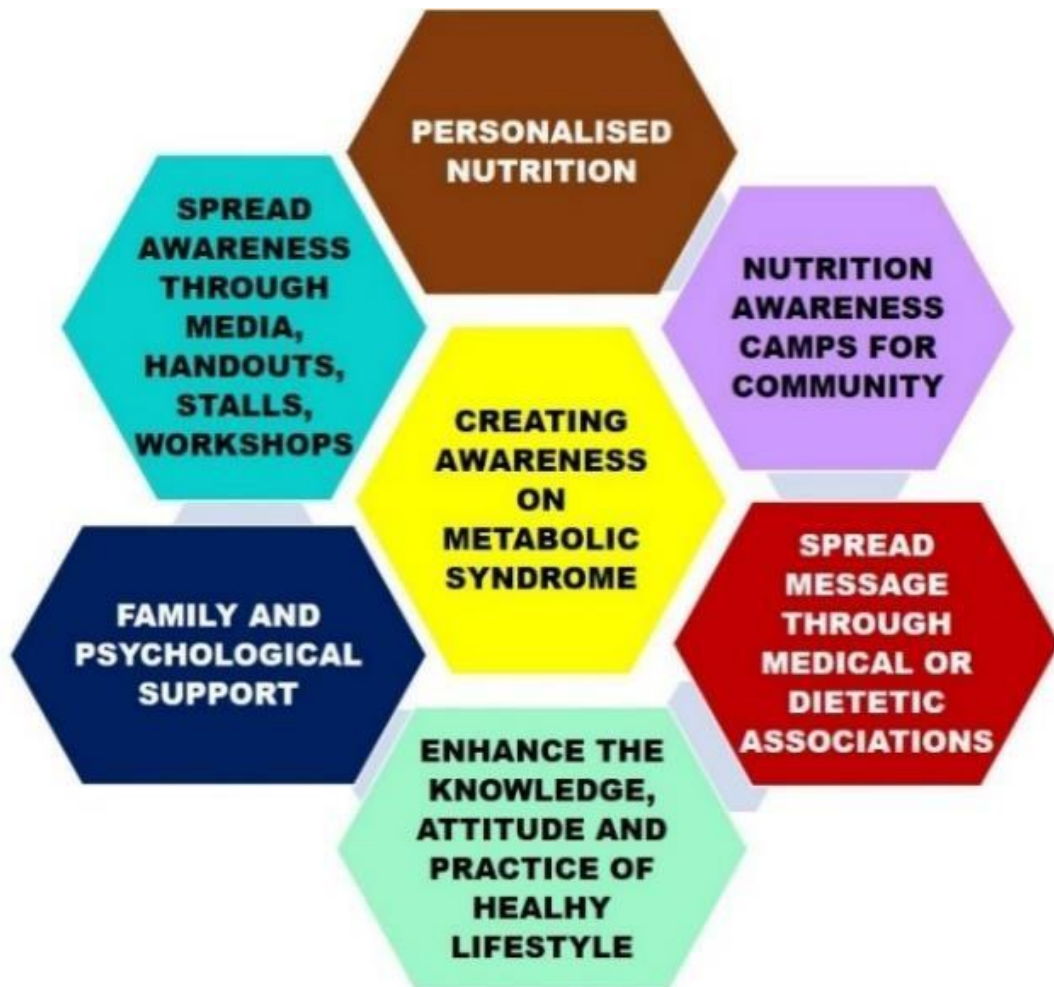 PERSONALISED
NUTRITION
SPREAD
AWARENESS
THROUGH
MEDIA,
HANDOUTS,
STALLS,
WORKSHOPS
NUTRITION
AWARENESS
CAMPS FOR
COMMUNITY
CREATING
AWARENESS
ON
METABOLIC
SYNDROME
FAMILY AND
PSYCHOLOGICAL
SUPPORT
SPREAD
MESSAGE
THROUGH
MEDICAL OR
DIETETIC
ASSOCIATIONS
ENHANCE THE
KNOWLEDGE,
ATTITUDE AND
PRACTICE OF
HEALHY
LIFESTYLE